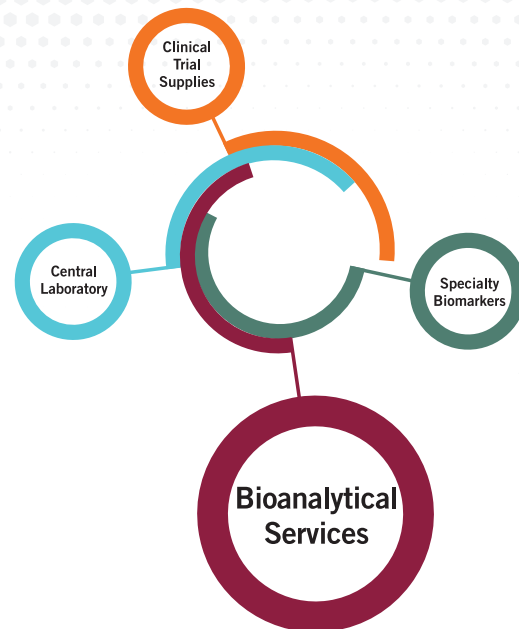 Clinical
Trial
Supplies
Central
Laboratory
Specialty
Biomarkers
Bioanalytical
Services